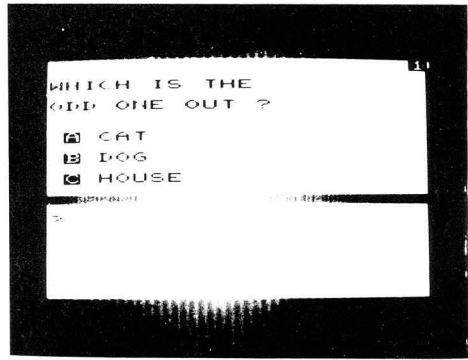 1
WHICH IS THE
ODD ONE OUT ?
A CAT
B DOG
C HOUSE
>